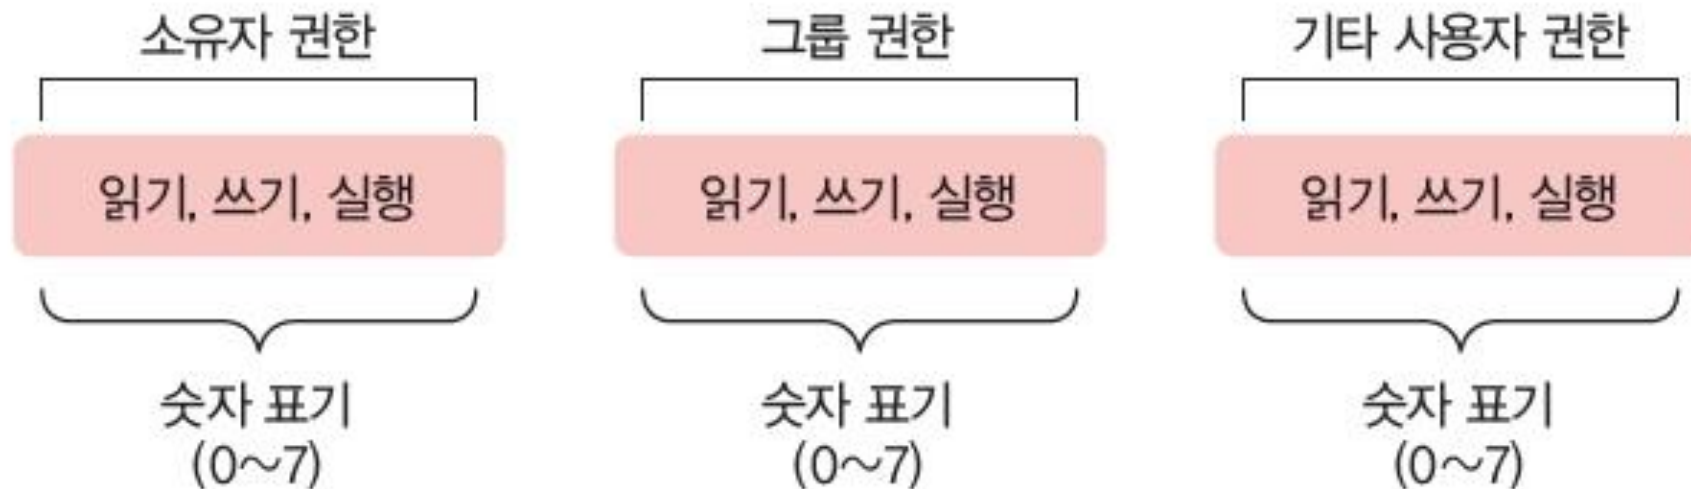 소유자 권한 그룹 권한 기타 사용자 권한
읽기, 쓰기, 실행 읽기, 쓰기, 실행 읽기, 쓰기, 실행
숫자 표기 숫자 표기 숫자 표기
(0~7) (0~7) (0~7)